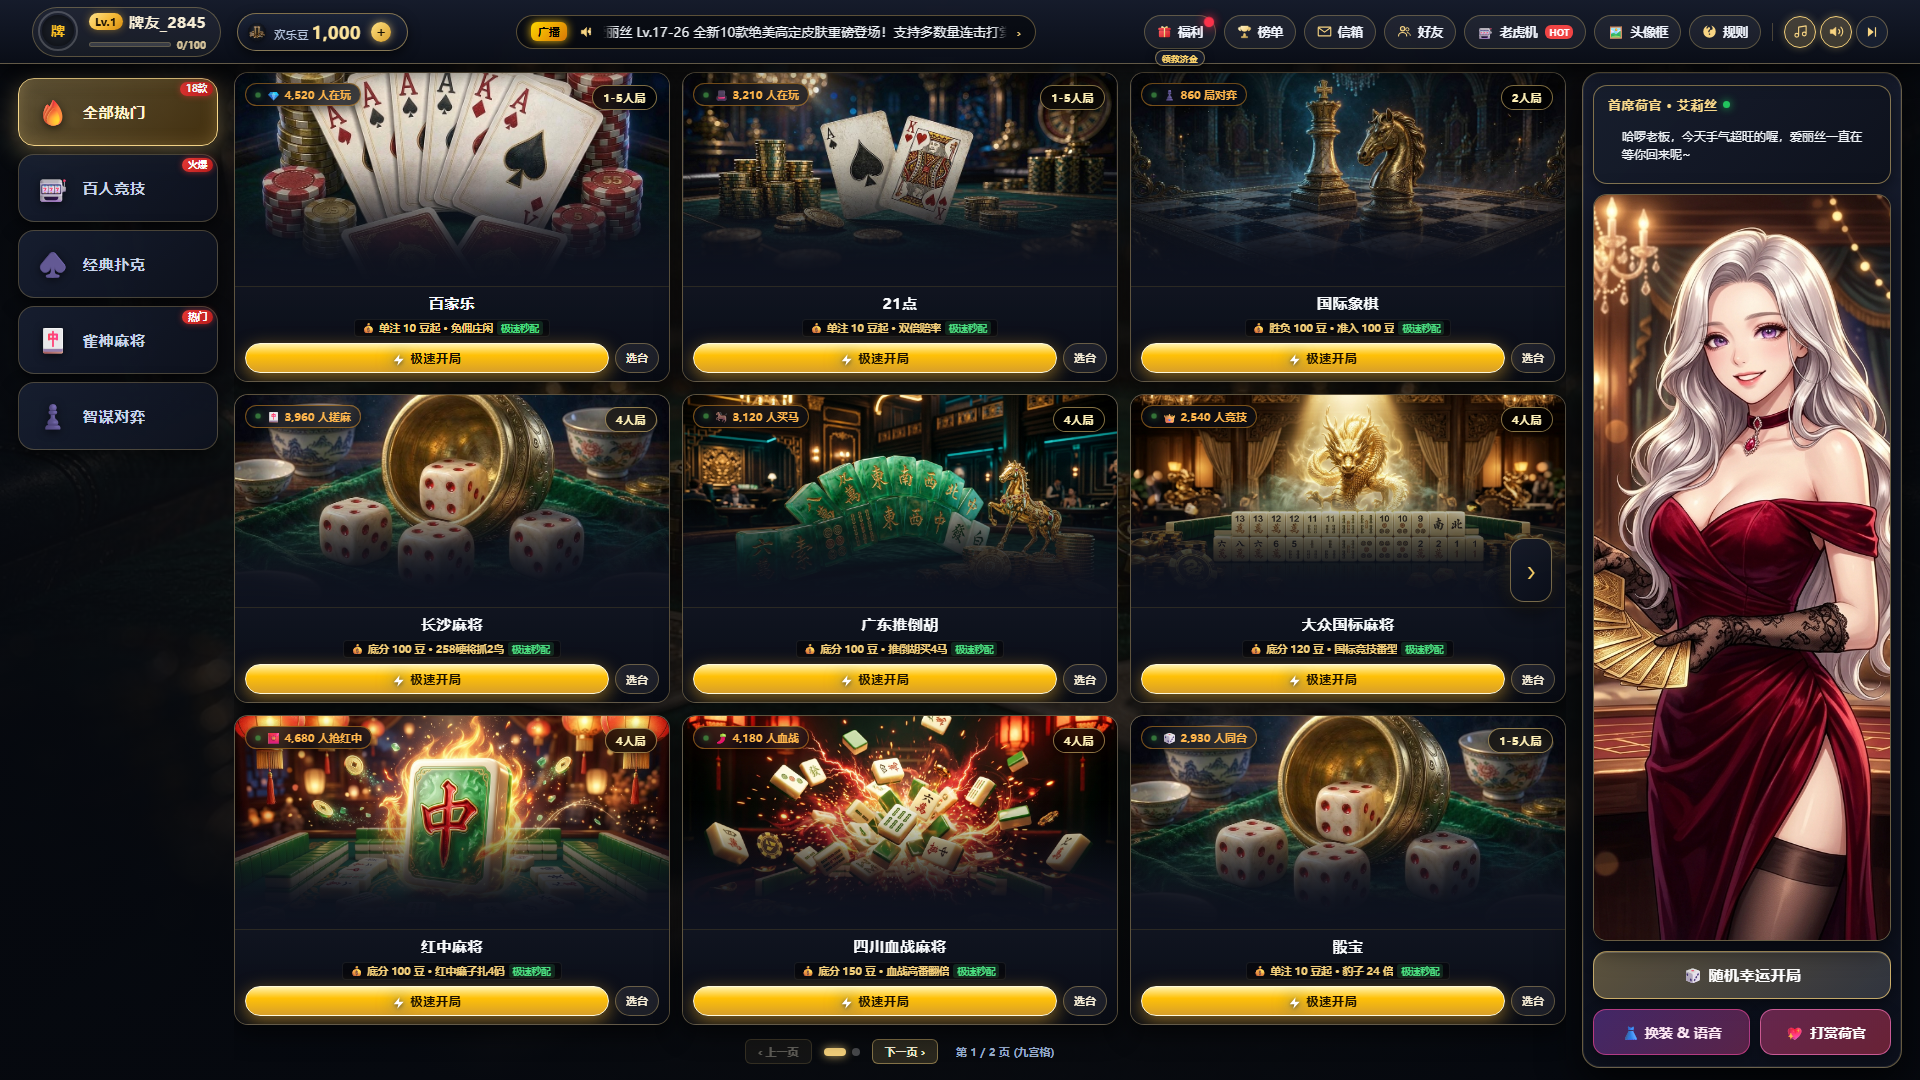 牌
Lv.1 牌友_2845
0/100
欢乐豆 1,000 +
广播
丽丝 Lv.17-26 全新10款绝美高定皮肤重磅登场！支持多数量连击打赏
福利
领救济金
榜单
信箱
好友
老虎机 HOT
头像框
规则
全部热门
18款
百人竞技
火爆
经典扑克
雀神麻将
热门
智谋对弈
4,520 人在玩
1-5人局
百家乐
单注 10 豆起 • 免佣庄闲 极速秒配
极速开局
选台
3,210 人在玩
1-5人局
21点
单注 10 豆起 • 双倍赔率 极速秒配
极速开局
选台
860 局对弈
2人局
国际象棋
胜负 100 豆 • 准入 100 豆 极速秒配
极速开局
选台
3,960 人搓麻
4人局
长沙麻将
底分 100 豆 • 258硬将抓2鸟 极速秒配
极速开局
选台
3,120 人买马
4人局
广东推倒胡
底分 100 豆 • 推倒胡买4马 极速秒配
极速开局
选台
2,540 人竞技
4人局
大众国标麻将
底分 120 豆 • 国标竞技番型 极速秒配
极速开局
选台
4,680 人抢红中
4人局
中
红中麻将
底分 100 豆 • 红中癞子扎4码 极速秒配
极速开局
选台
4,180 人血战
4人局
四川血战麻将
底分 150 豆 • 血战高番翻倍 极速秒配
极速开局
选台
2,930 人同台
1-5人局
骰宝
单注 10 豆起 • 豹子 24 倍 极速秒配
极速开局
选台
‹ 上一页
下一页 ›
第 1 / 2 页 (九宫格)
首席荷官 • 艾莉丝
哈啰老板，今天手气超旺的喔，爱丽丝一直在
等你回来呢~
随机幸运开局
换装 & 语音
打赏荷官